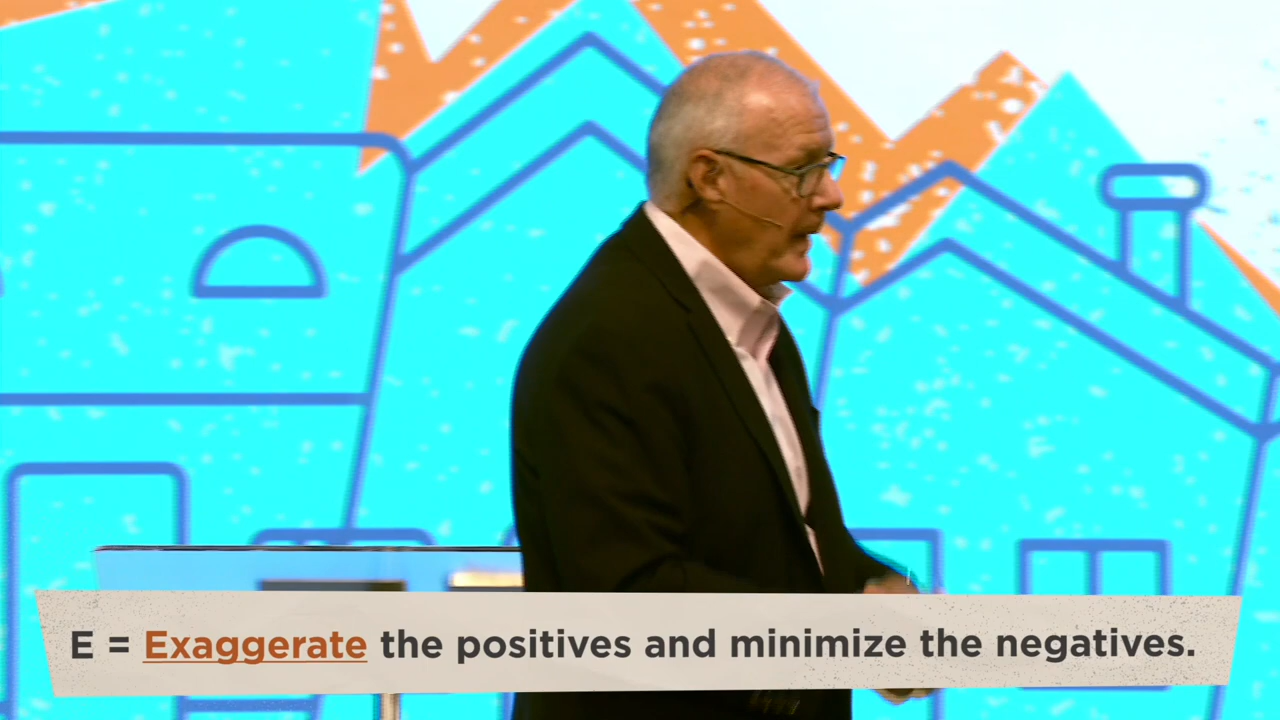 E = Exaggerate the positives and minimize the negatives.